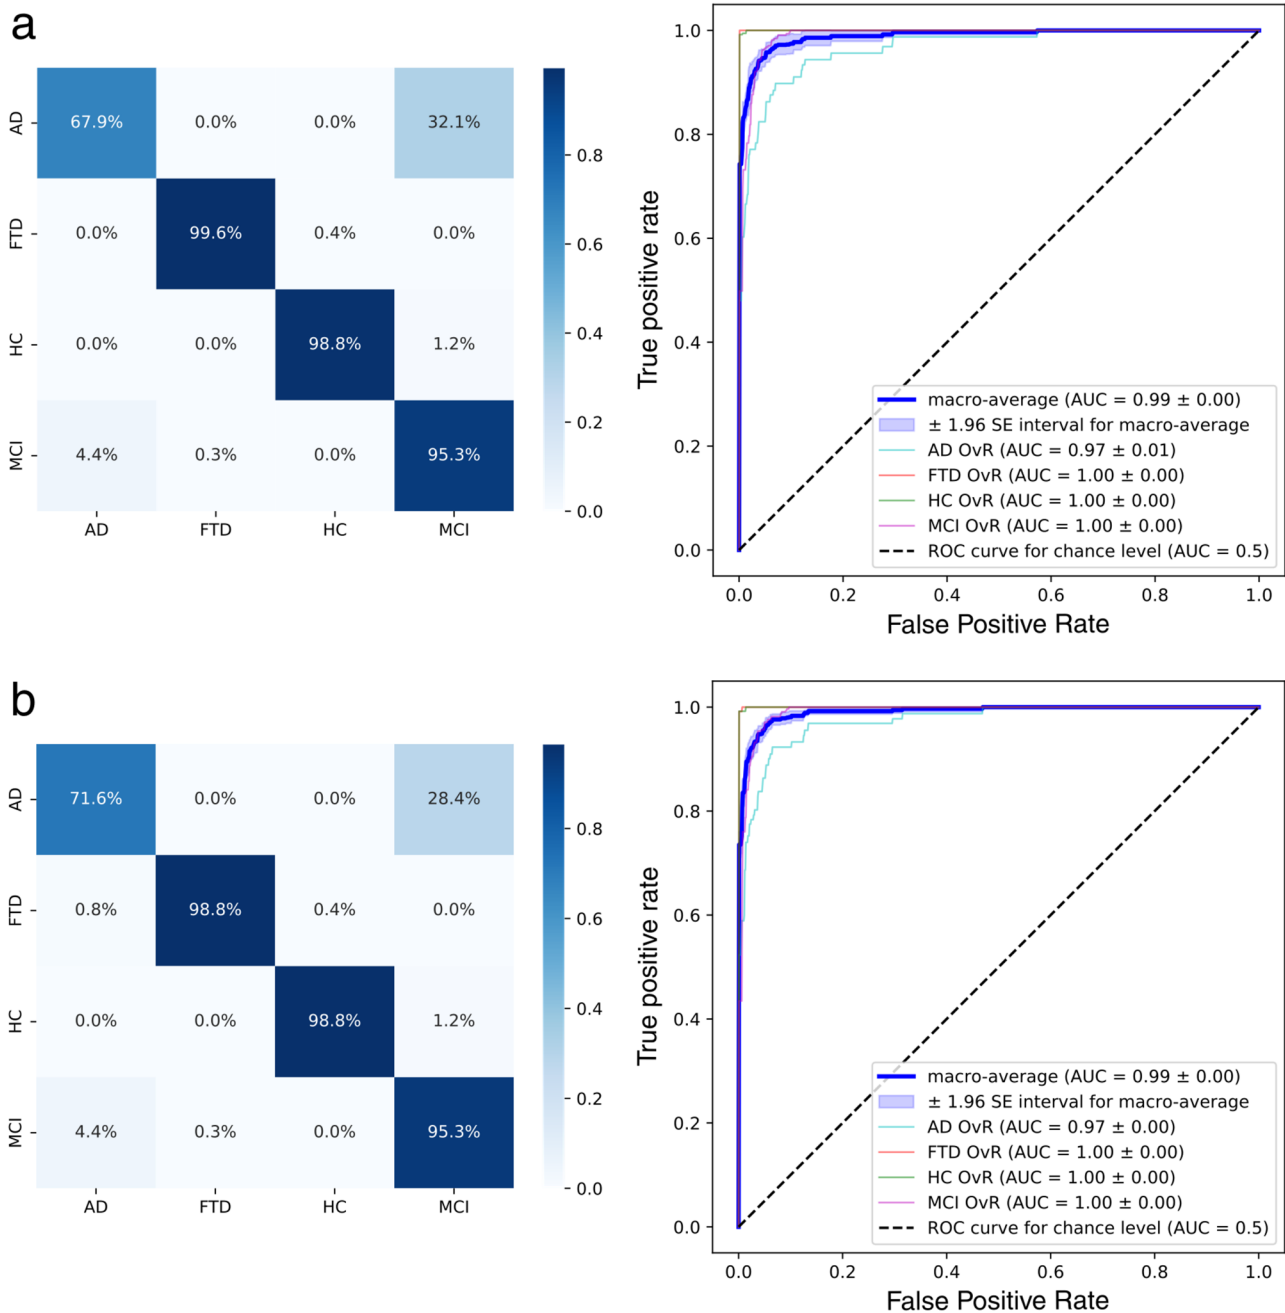 a
AD
67.9%
0.0%
0.0%
32.1%
FTD
0.0%
99.6%
0.4%
0.0%
HC
0.0%
0.0%
98.8%
1.2%
MCI
4.4%
0.3%
0.0%
95.3%
AD
FTD
HC
MCI
0.8
0.6
0.4
0.2
0.0
True positive rate
1.0
0.8
0.6
0.4
0.2
0.0
macro-average (AUC = 0.99 ± 0.00)
± 1.96 SE interval for macro-average
AD OvR (AUC = 0.97 ± 0.01)
FTD OvR (AUC = 1.00 ± 0.00)
HC OvR (AUC = 1.00 ± 0.00)
MCI OvR (AUC = 1.00 ± 0.00)
ROC curve for chance level (AUC = 0.5)
0.0
0.2
0.4
0.6
0.8
1.0
False Positive Rate
b
AD
71.6%
0.0%
0.0%
28.4%
FTD
0.8%
98.8%
0.4%
0.0%
HC
0.0%
0.0%
98.8%
1.2%
MCI
4.4%
0.3%
0.0%
95.3%
AD
FTD
HC
MCI
0.8
0.6
0.4
0.2
0.0
True positive rate
1.0
0.8
0.6
0.4
0.2
0.0
macro-average (AUC = 0.99 ± 0.00)
± 1.96 SE interval for macro-average
AD OvR (AUC = 0.97 ± 0.00)
FTD OvR (AUC = 1.00 ± 0.00)
HC OvR (AUC = 1.00 ± 0.00)
MCI OvR (AUC = 1.00 ± 0.00)
ROC curve for chance level (AUC = 0.5)
0.0
0.2
0.4
0.6
0.8
1.0
False Positive Rate